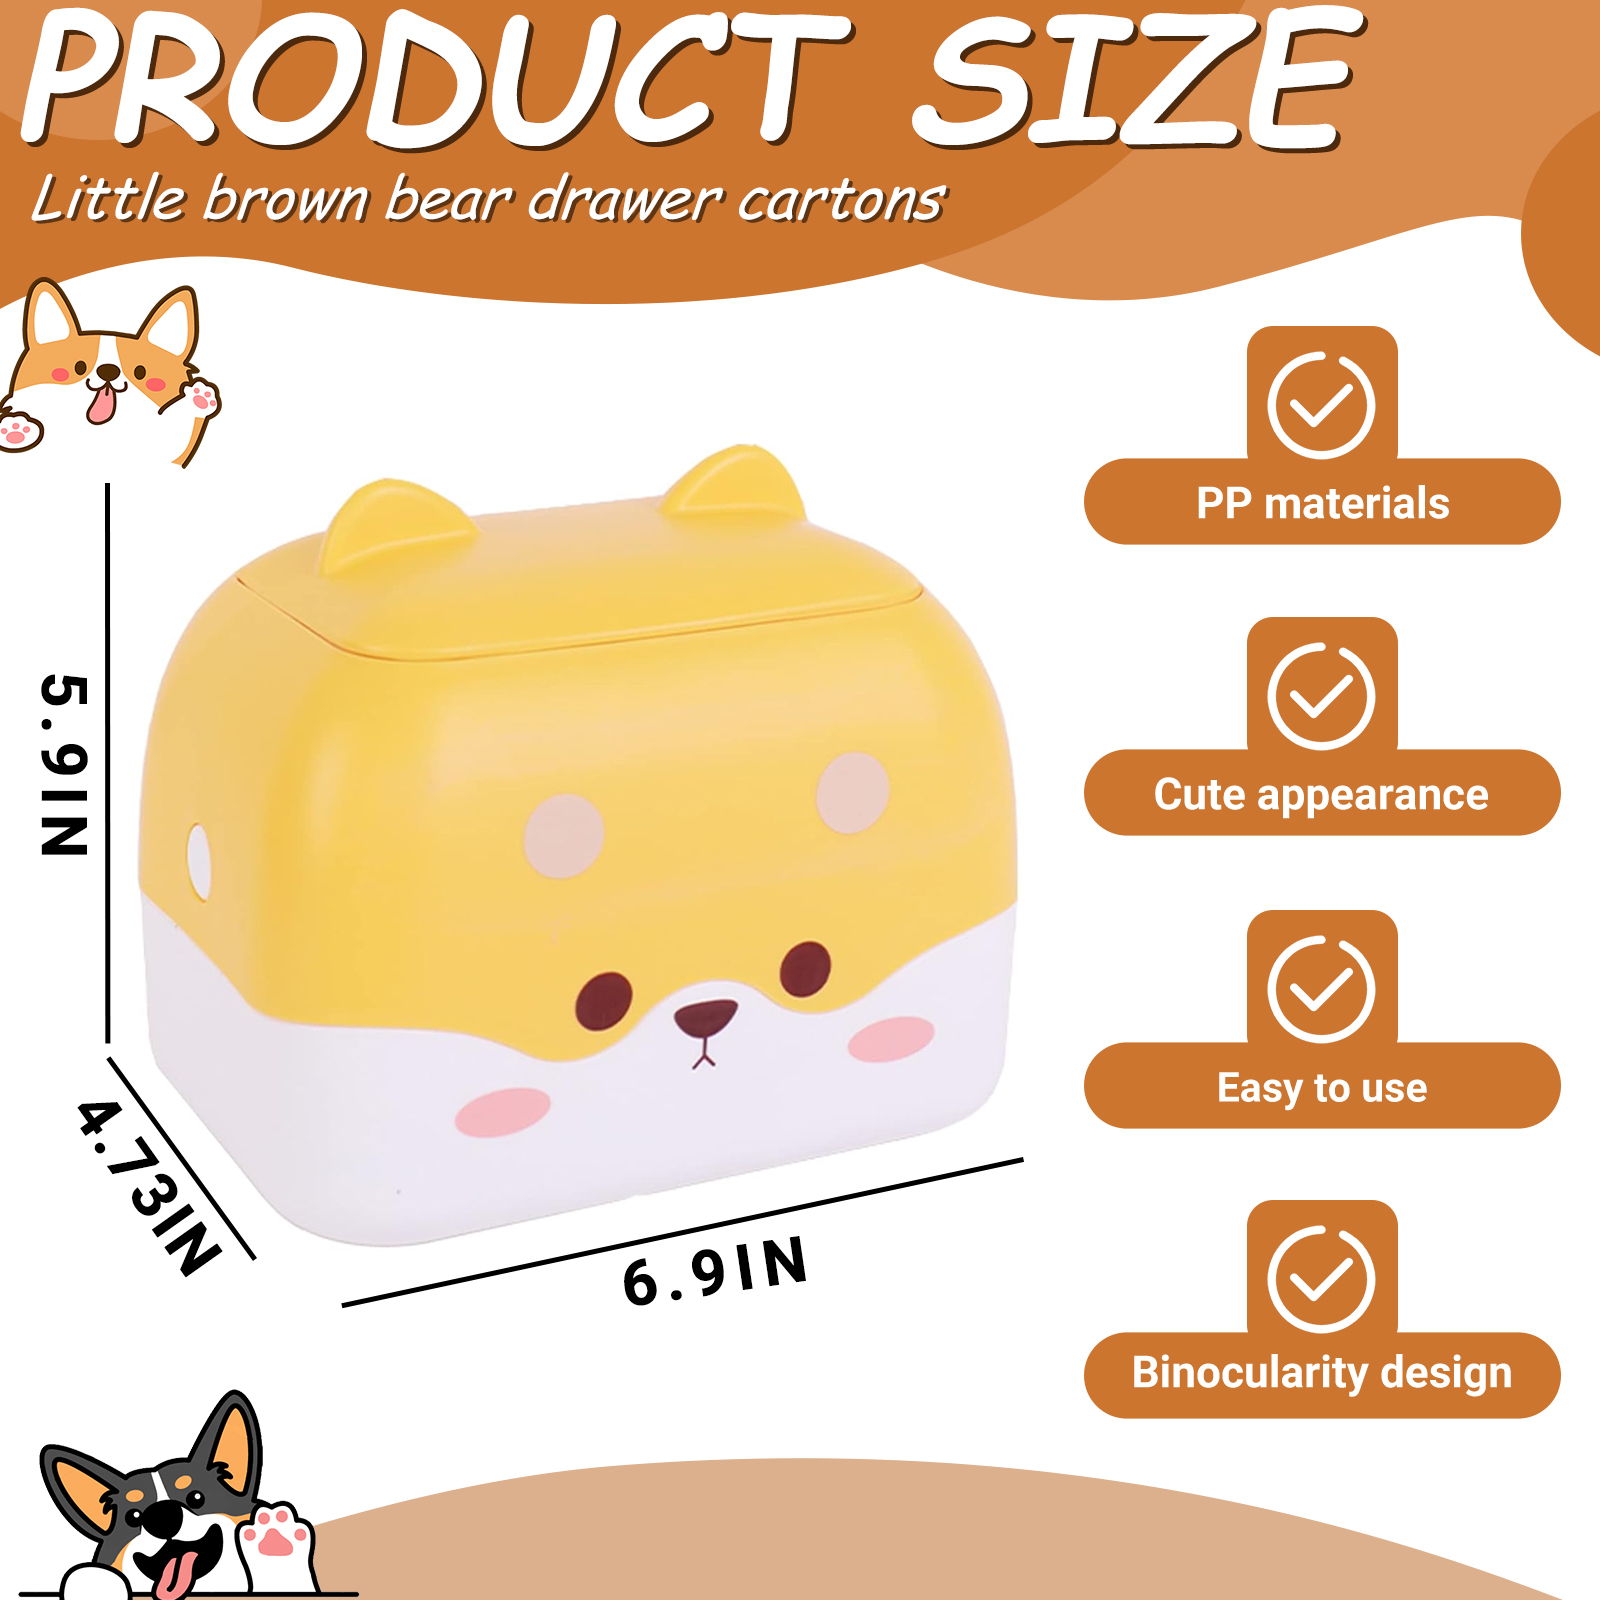 PRODUCT SIZE
Little brown bear drawer cartons
PP materials
Cute appearance
Easy to use
Binocularity design
5.9IN
4.73IN
6.9IN